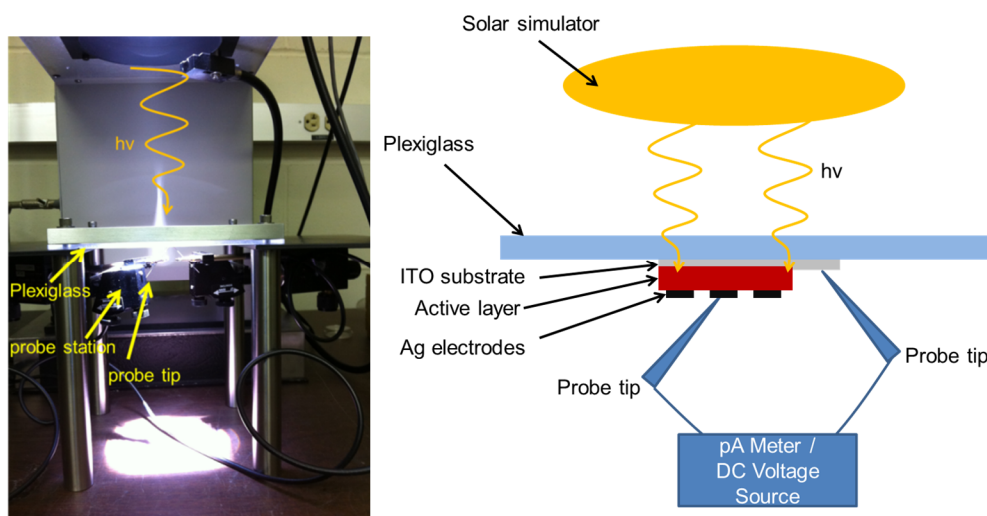 hv
Plexiglass
probe station
probe tip
Solar simulator
Plexiglass
hv
ITO substrate
Active layer
Ag electrodes
Probe tip
Probe tip
pA Meter /
DC Voltage
Source